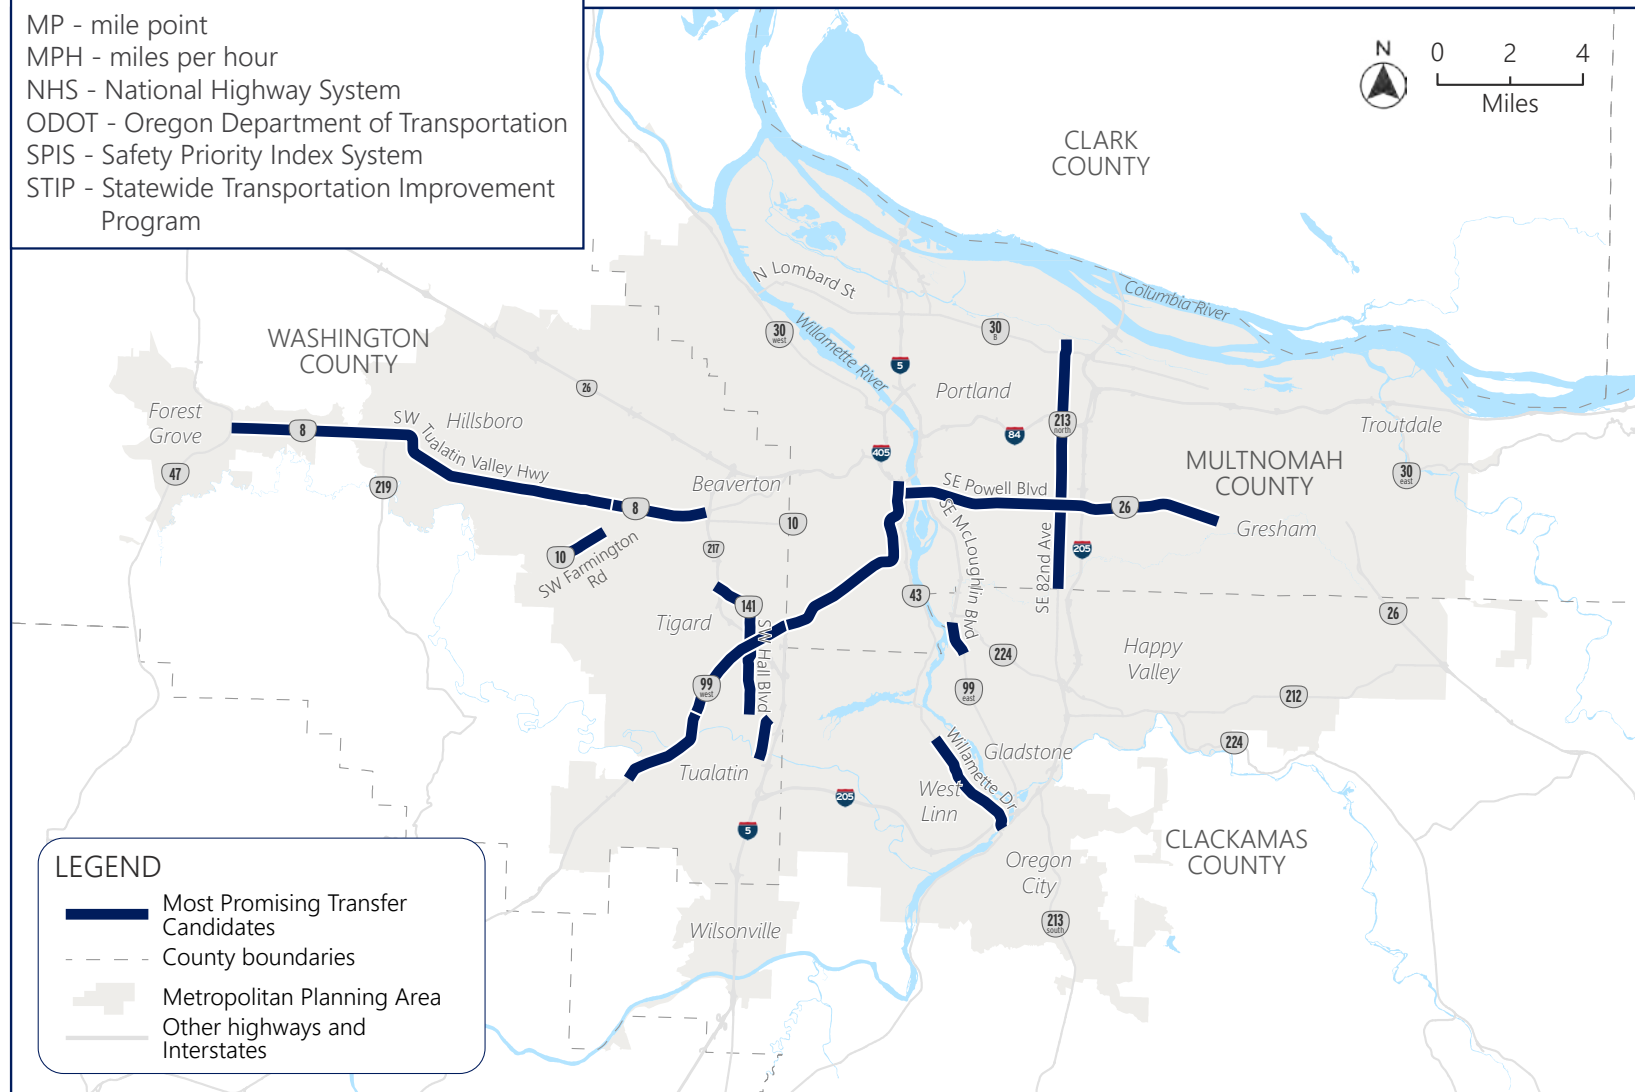 MP - mile point
MPH - miles per hour
NHS - National Highway System
ODOT - Oregon Department of Transportation
SPIS - Safety Priority Index System
STIP - Statewide Transportation Improvement
Program
N
0 2 4
Miles
CLARK
COUNTY
Columbia River
N Lombard St
Willamette River
30
west
30
B
5
Portland
WASHINGTON
COUNTY
26
Forest
Grove
8
SW Tualatin Valley Hwy
Hillsboro
47
219
Beaverton
8
10
405
84
213
north
Troutdale
MULTNOMAH
COUNTY
30
east
SE Powell Blvd
26
Gresham
10
SW Farmington
Rd
217
SE McLoughlin Blvd
SE 82nd Ave
205
43
26
141
Tigard
SW Hall Blvd
224
Happy
Valley
99
west
99
east
212
224
Tualatin
Willamette Dr
Gladstone
West
Linn
205
5
CLACKAMAS
COUNTY
Oregon
City
213
south
Wilsonville
LEGEND
Most Promising Transfer
Candidates
County boundaries
Metropolitan Planning Area
Other highways and
Interstates